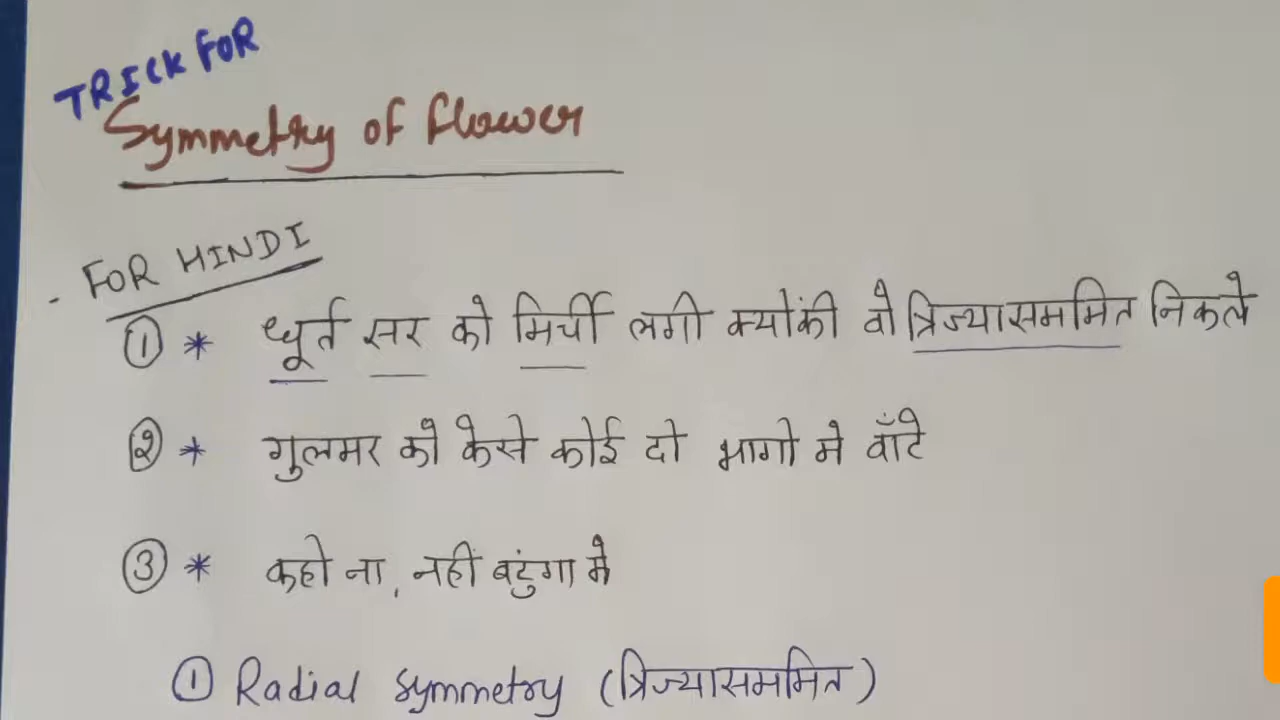 TRICK FOR
Symmetry of flower
- FOR HINDI
① * धूर्त सर को मिर्ची लगी क्योंकी वो त्रिज्यासममित निकले
② * गुलमर को केसे कोई दो भागो मे बाँटे
③ * कहो ना, नहीं बटुंगा मे
① Radial symmetry (त्रिज्यासममित)